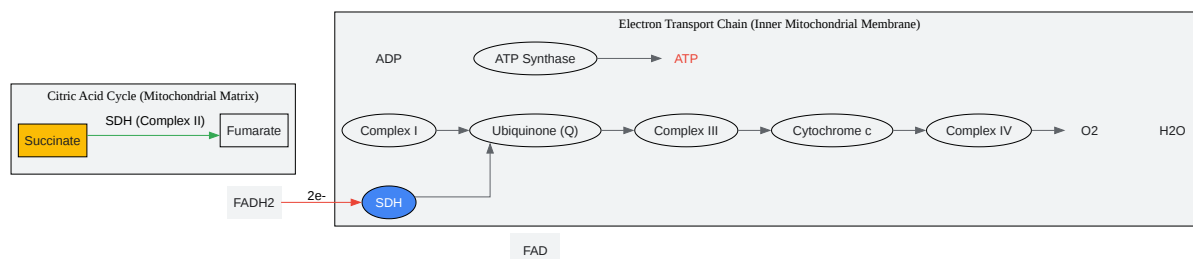 Electron Transport Chain (Inner Mitochondrial Membrane)
ADP
ATP Synthase
ATP
Citric Acid Cycle (Mitochondrial Matrix)
Succinate
SDH (Complex II)
Fumarate
Complex I
Ubiquinone (Q)
Complex III
Cytochrome c
Complex IV
O2
H2O
FADH2
2e-
SDH
FAD